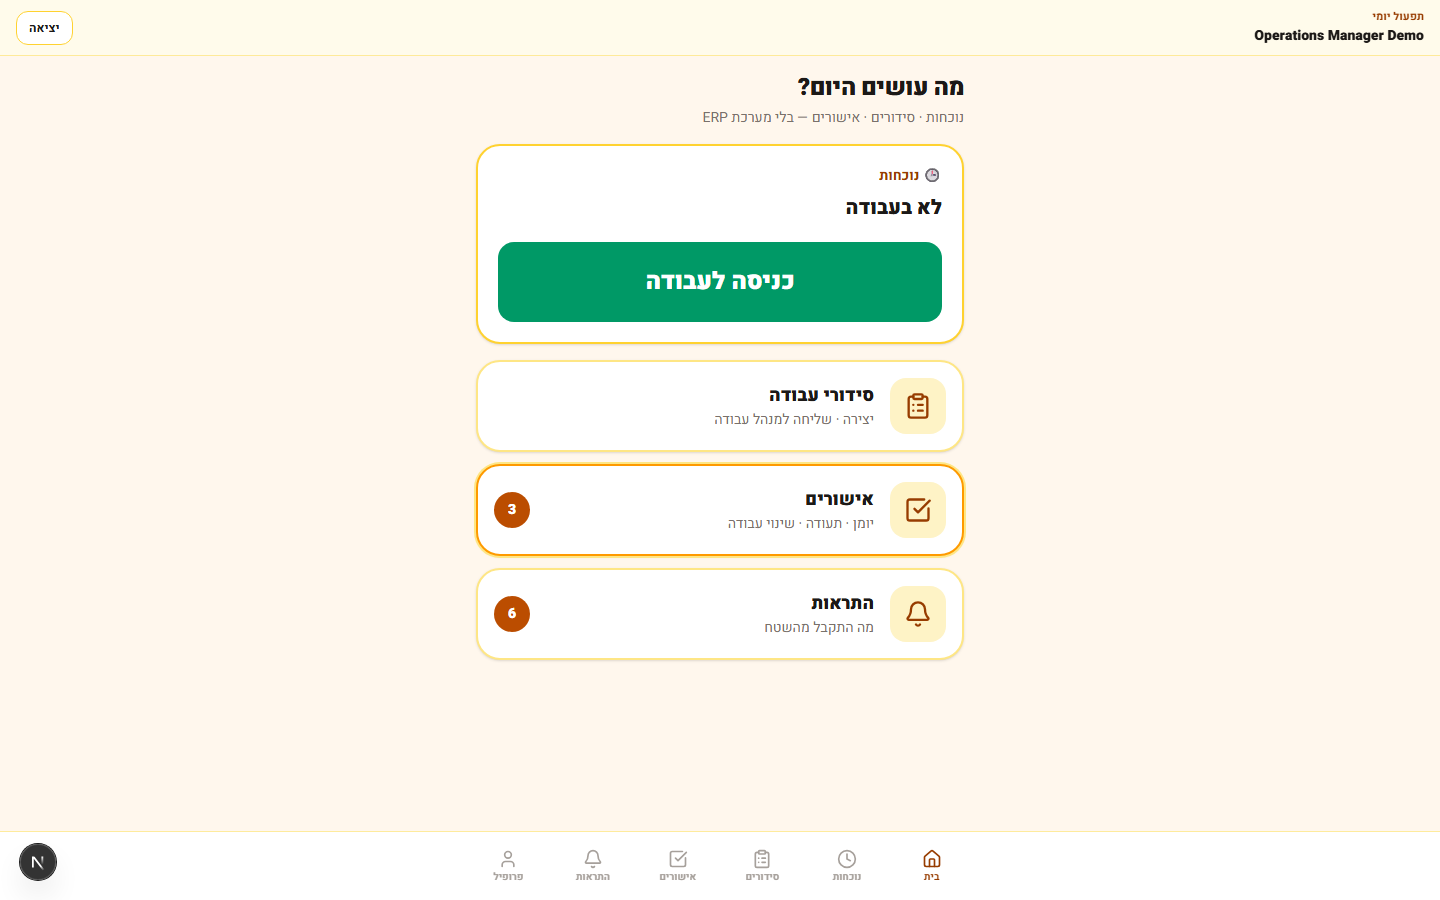 תפעול יומי
Operations Manager Demo
יציאה
מה עושים היום?
נוכחות · סידורים · אישורים – בלי מערכת ERP
נוכחות
לא בעבודה
כניסה לעבודה
סידורי עבודה
יצירה · שליחה למנהל עבודה
אישורים
יומן · תעודה · שינוי עבודה
3
התראות
מה התקבל מהשטח
6
בית
נוכחות
סידורים
אישורים
התראות
פרופיל
N